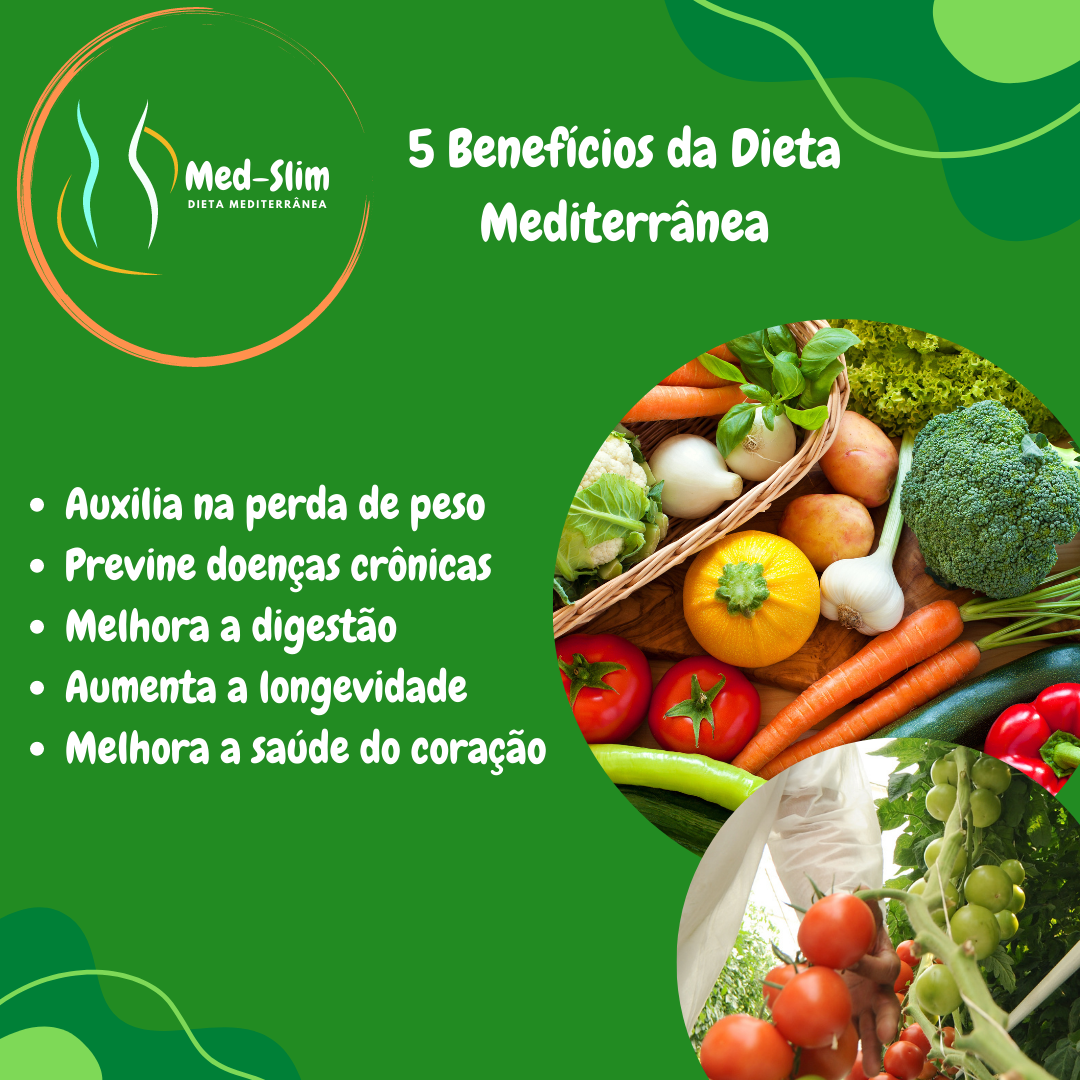 Med-Slim
DIETA MEDITERRÂNEA
5 Benefícios da Dieta
Mediterrânea
• Auxilia na perda de peso
• Previne doenças crônicas
• Melhora a digestão
• Aumenta a longevidade
• Melhora a saúde do coração